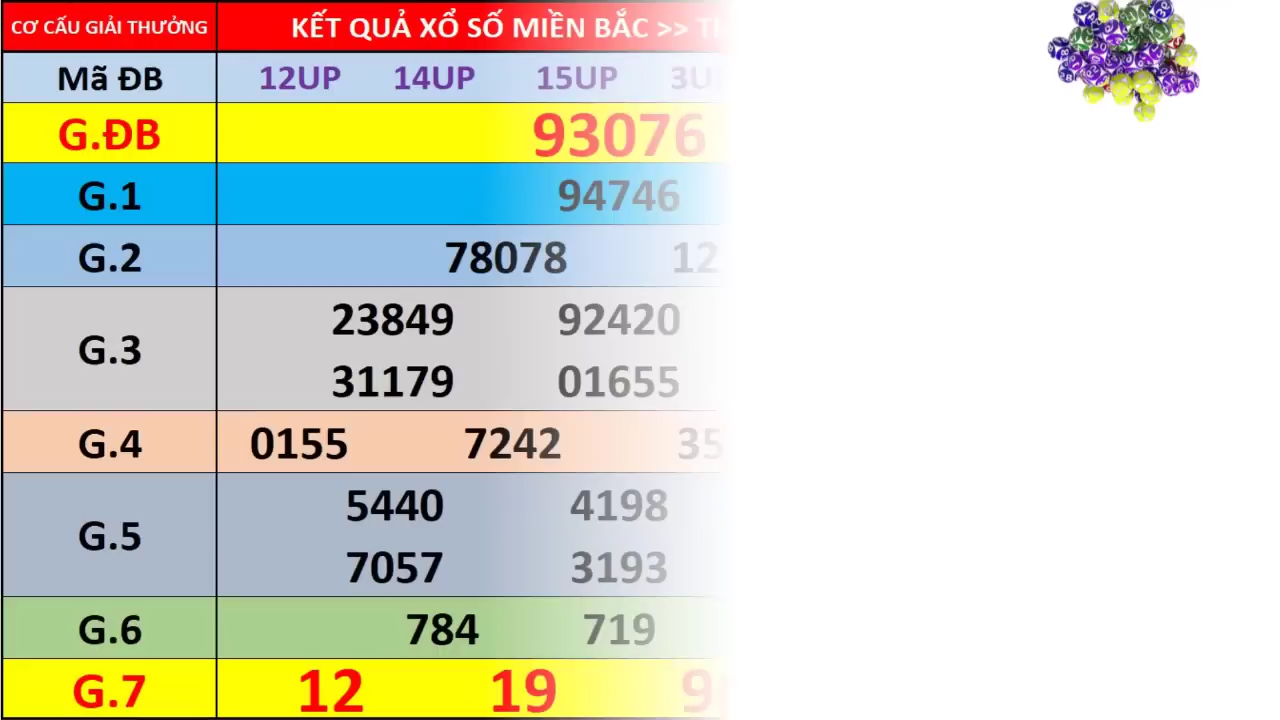 CƠ CẤU GIẢI THƯỞNG KẾT QUẢ XỔ SỐ MIỀN BẮC >>
Mã ĐB 12UP 14UP 15UP
G.ĐB 93076
G.1 94746
G.2 78078
G.3
23849 92420
31179 01655
G.4 0155 7242
G.5
5440 4198
7057 3193
G.6 784 719
G.7 12 19